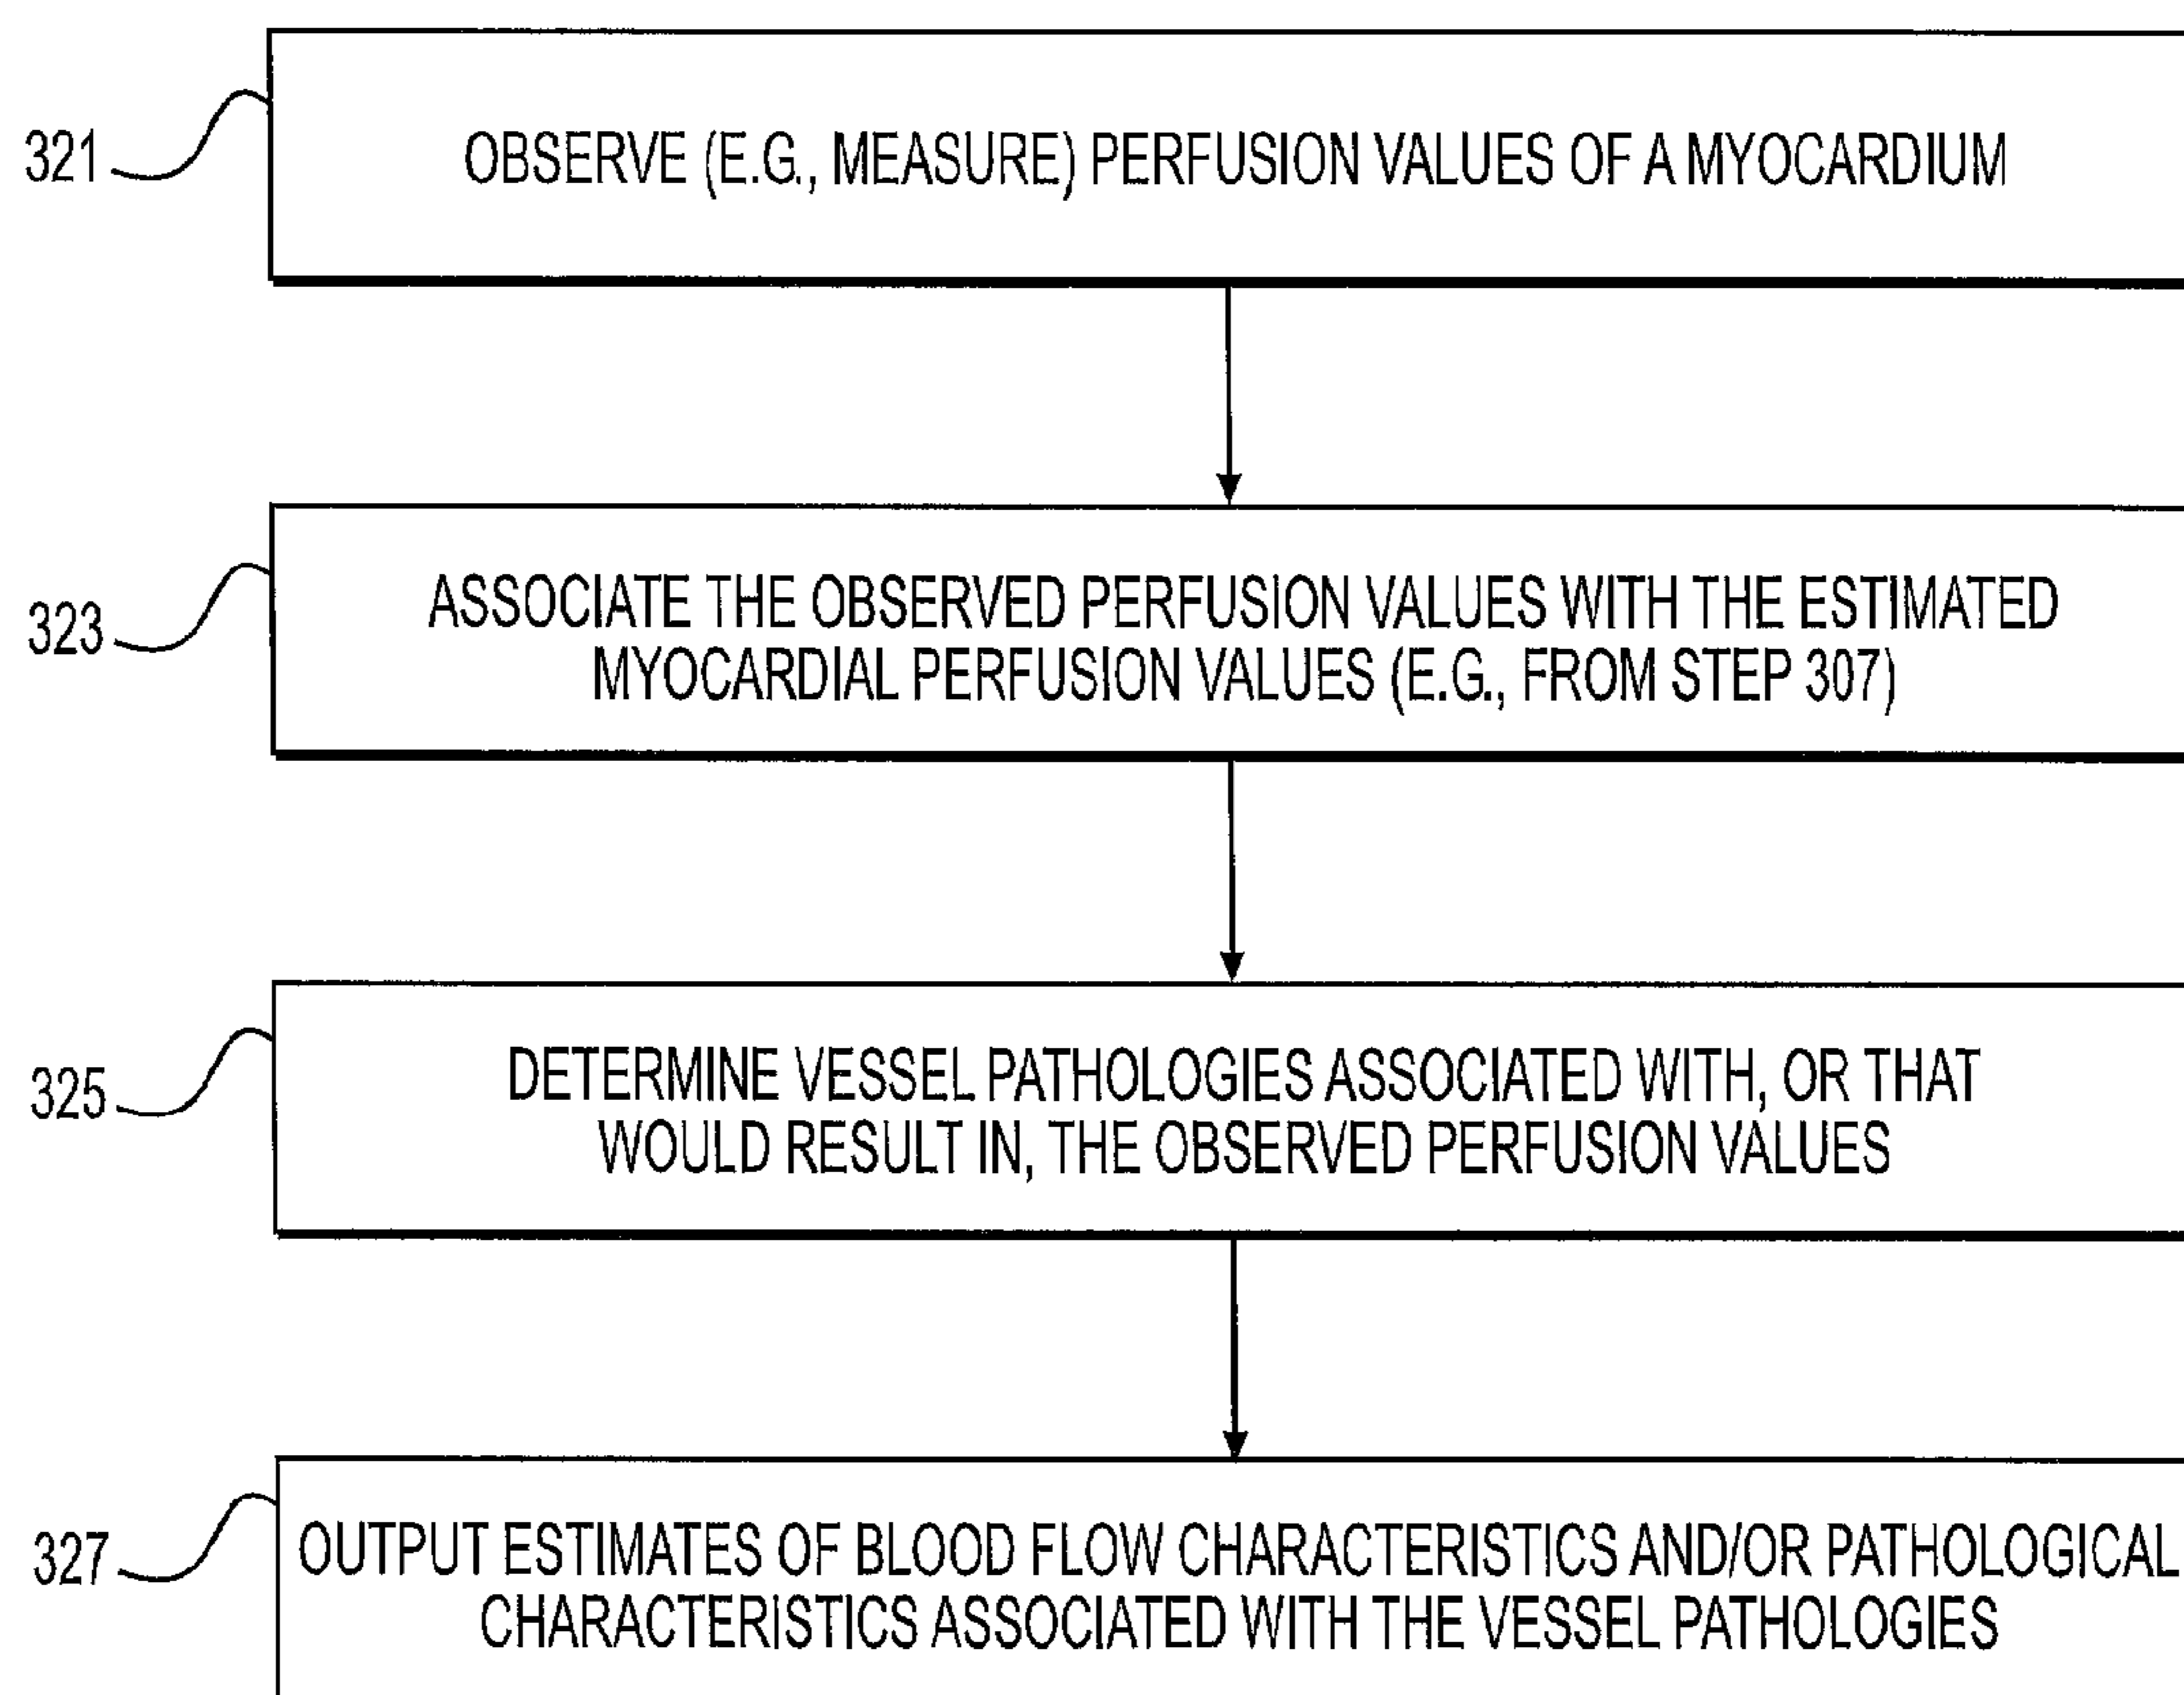 321
OBSERVE (E.G., MEASURE) PERFUSION VALUES OF A MYOCARDIUM
323
ASSOCIATE THE OBSERVED PERFUSION VALUES WITH THE ESTIMATED
MYOCARDIAL PERFUSION VALUES (E.G., FROM STEP 307)
325
DETERMINE VESSEL PATHOLOGIES ASSOCIATED WITH, OR THAT
WOULD RESULT IN, THE OBSERVED PERFUSION VALUES
327
OUTPUT ESTIMATES OF BLOOD FLOW CHARACTERISTICS AND/OR PATHOLOGICAL
CHARACTERISTICS ASSOCIATED WITH THE VESSEL PATHOLOGIES